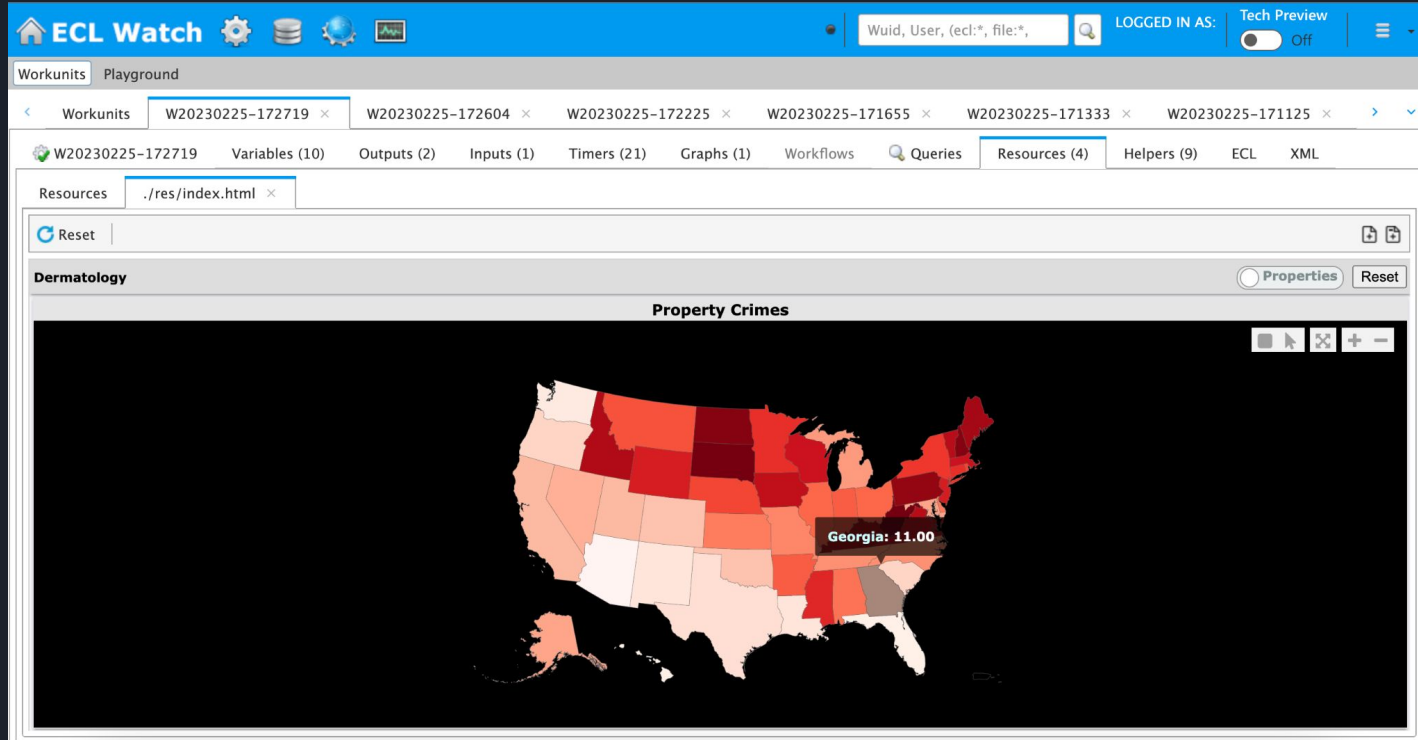 ECL Watch
Wuid, User, (ecl:*, file:*,
LOGGED IN AS:
Tech Preview
Off
Workunits Playground
Workunits W20230225-172719 × W20230225-172604 × W20230225-172225 × W20230225-171655 × W20230225-171333 × W20230225-171125 ×
W20230225-172719 Variables (10) Outputs (2) Inputs (1) Timers (21) Graphs (1) Workflows Queries Resources (4) Helpers (9) ECL XML
Resources ./res/index.html ×
Reset
Dermatology Properties Reset
Property Crimes
Georgia: 11.00